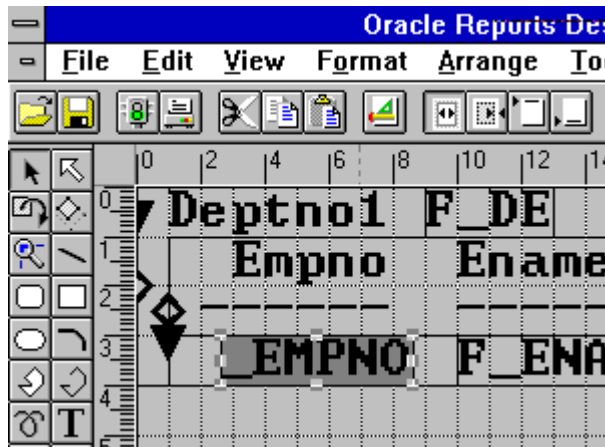 Oracle Reports Des
File Edit View Format Arrange To
0 2 4 6 8 10 12 14
0 Deptno1 F_DE
1 Empno Ename
2 ------ -----
3 _EMPNO F_ENA
4
T
5